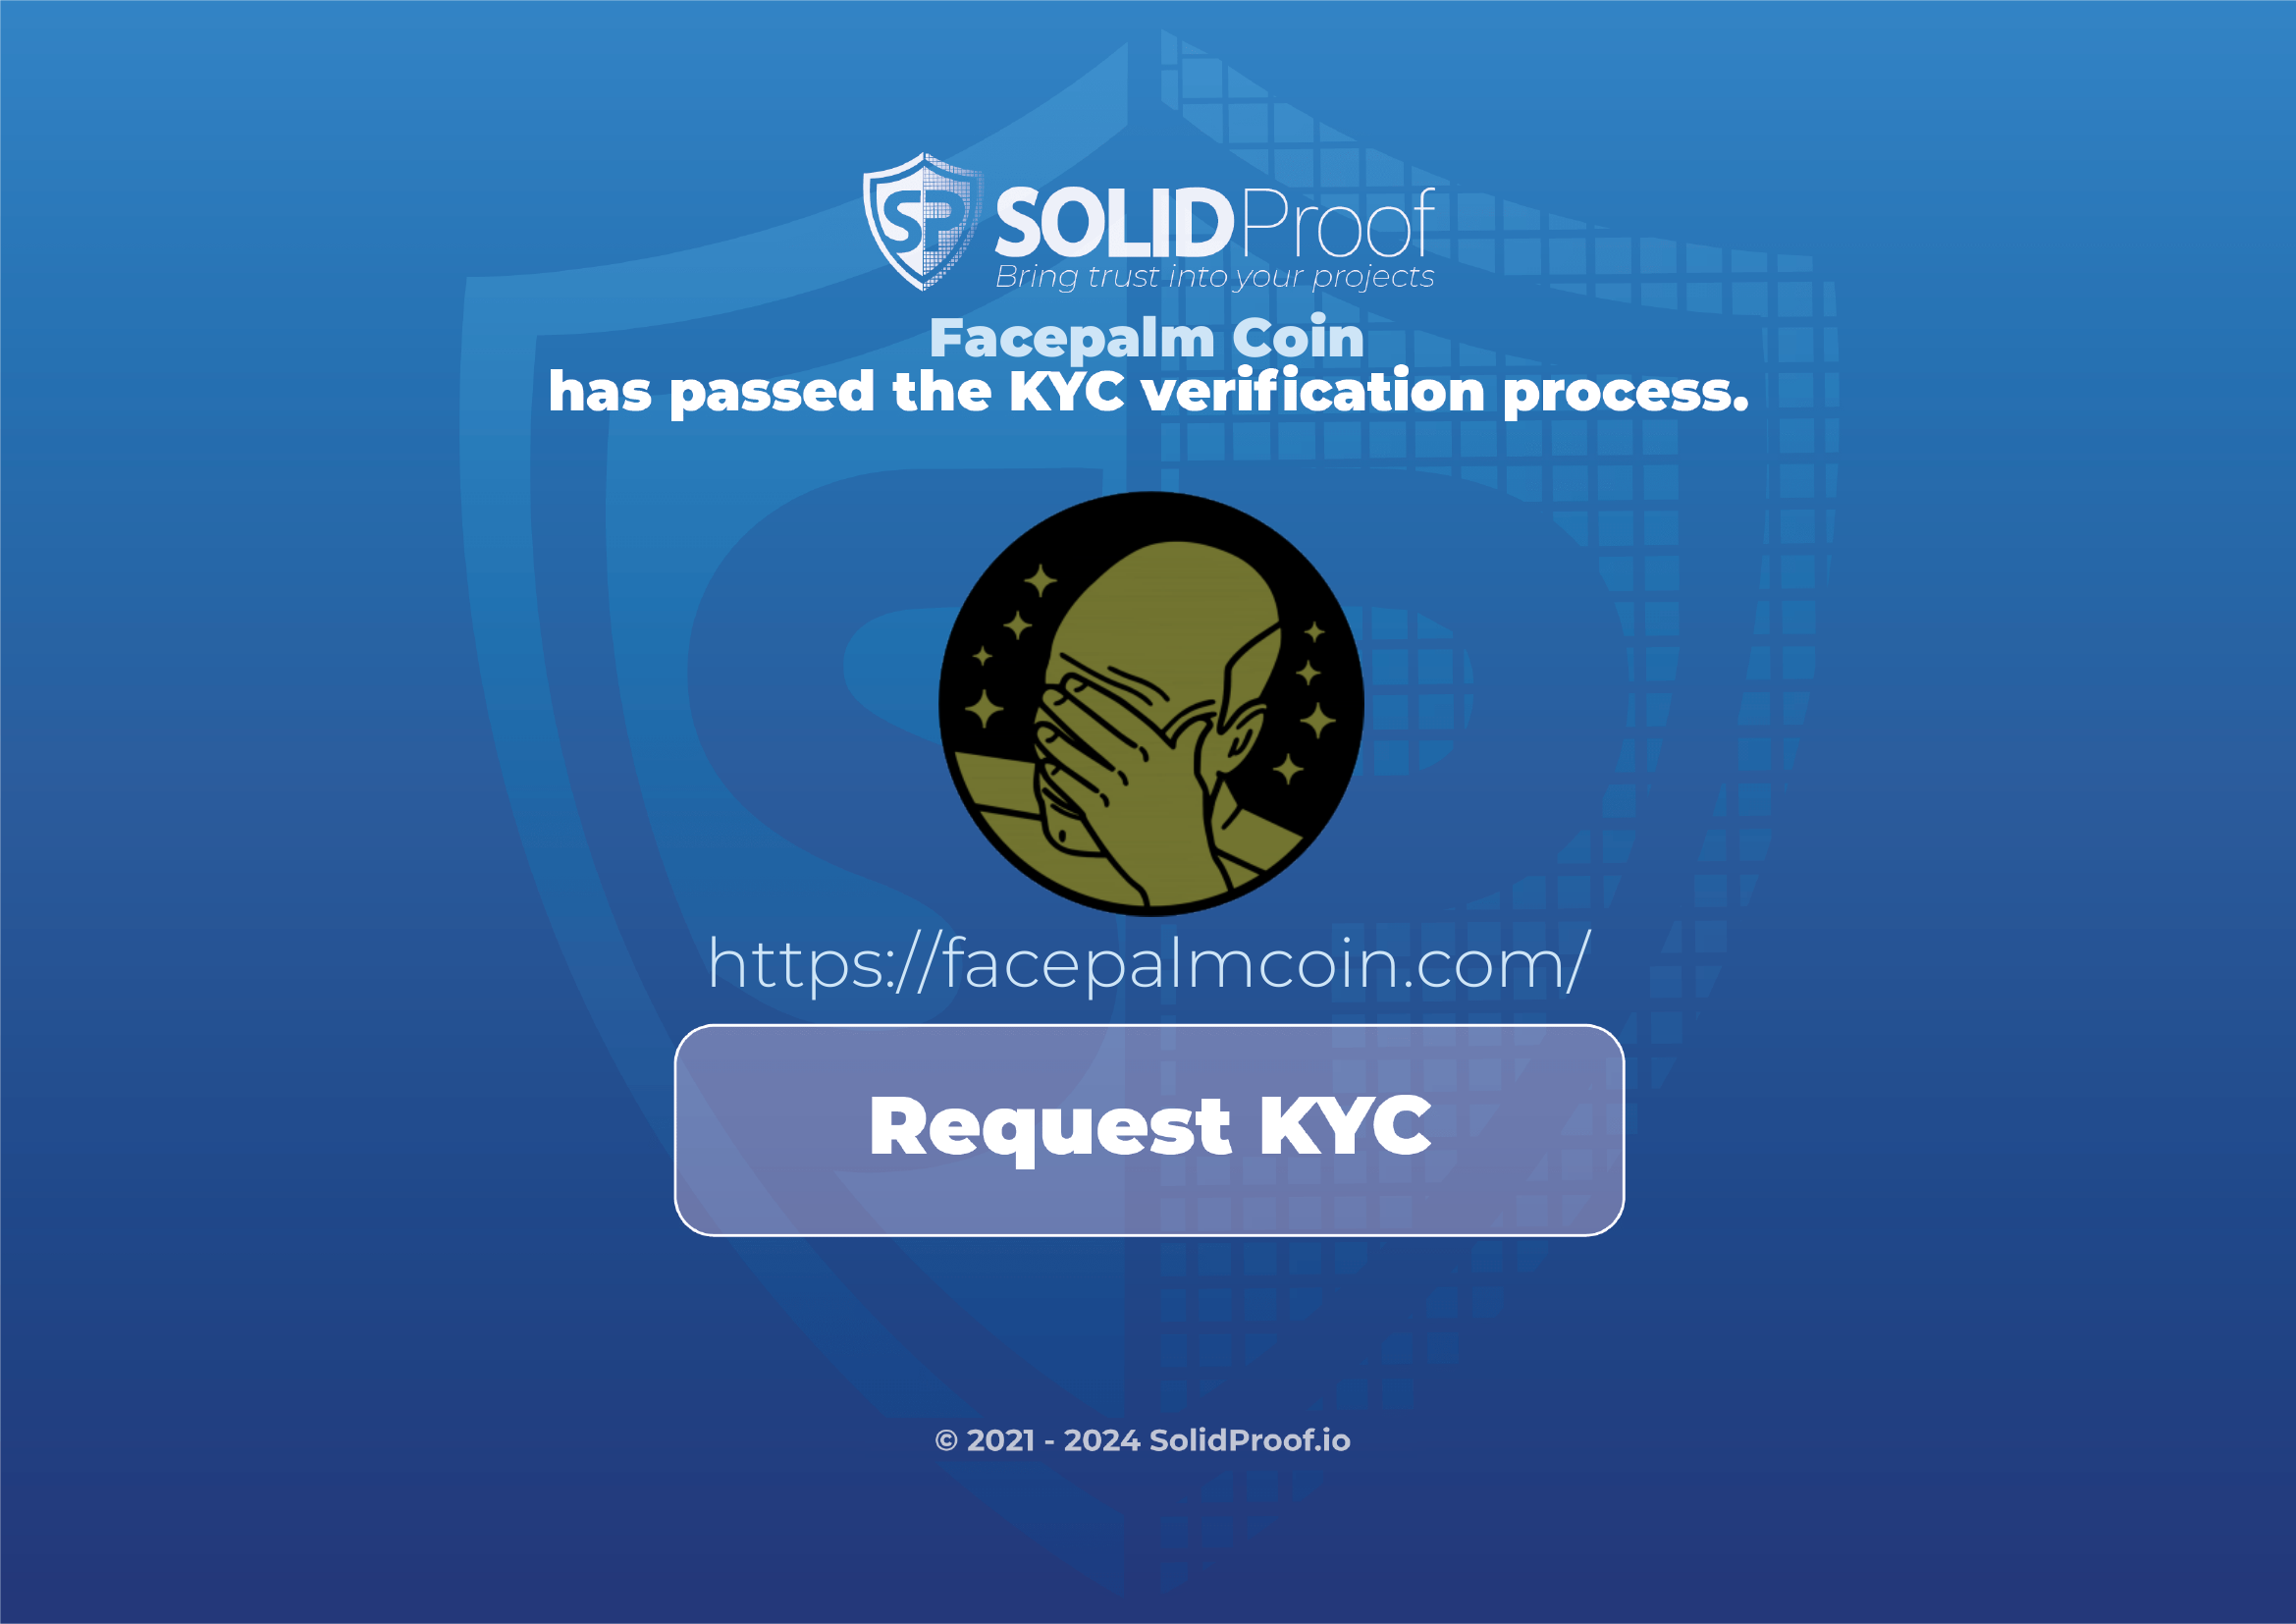 SP SOLIDProof
Bring trust into your projects
Facepalm Coin
has passed the KYC verification process.
https://facepalmcoin.com/
Request KYC
© 2021 - 2024 SolidProof.io